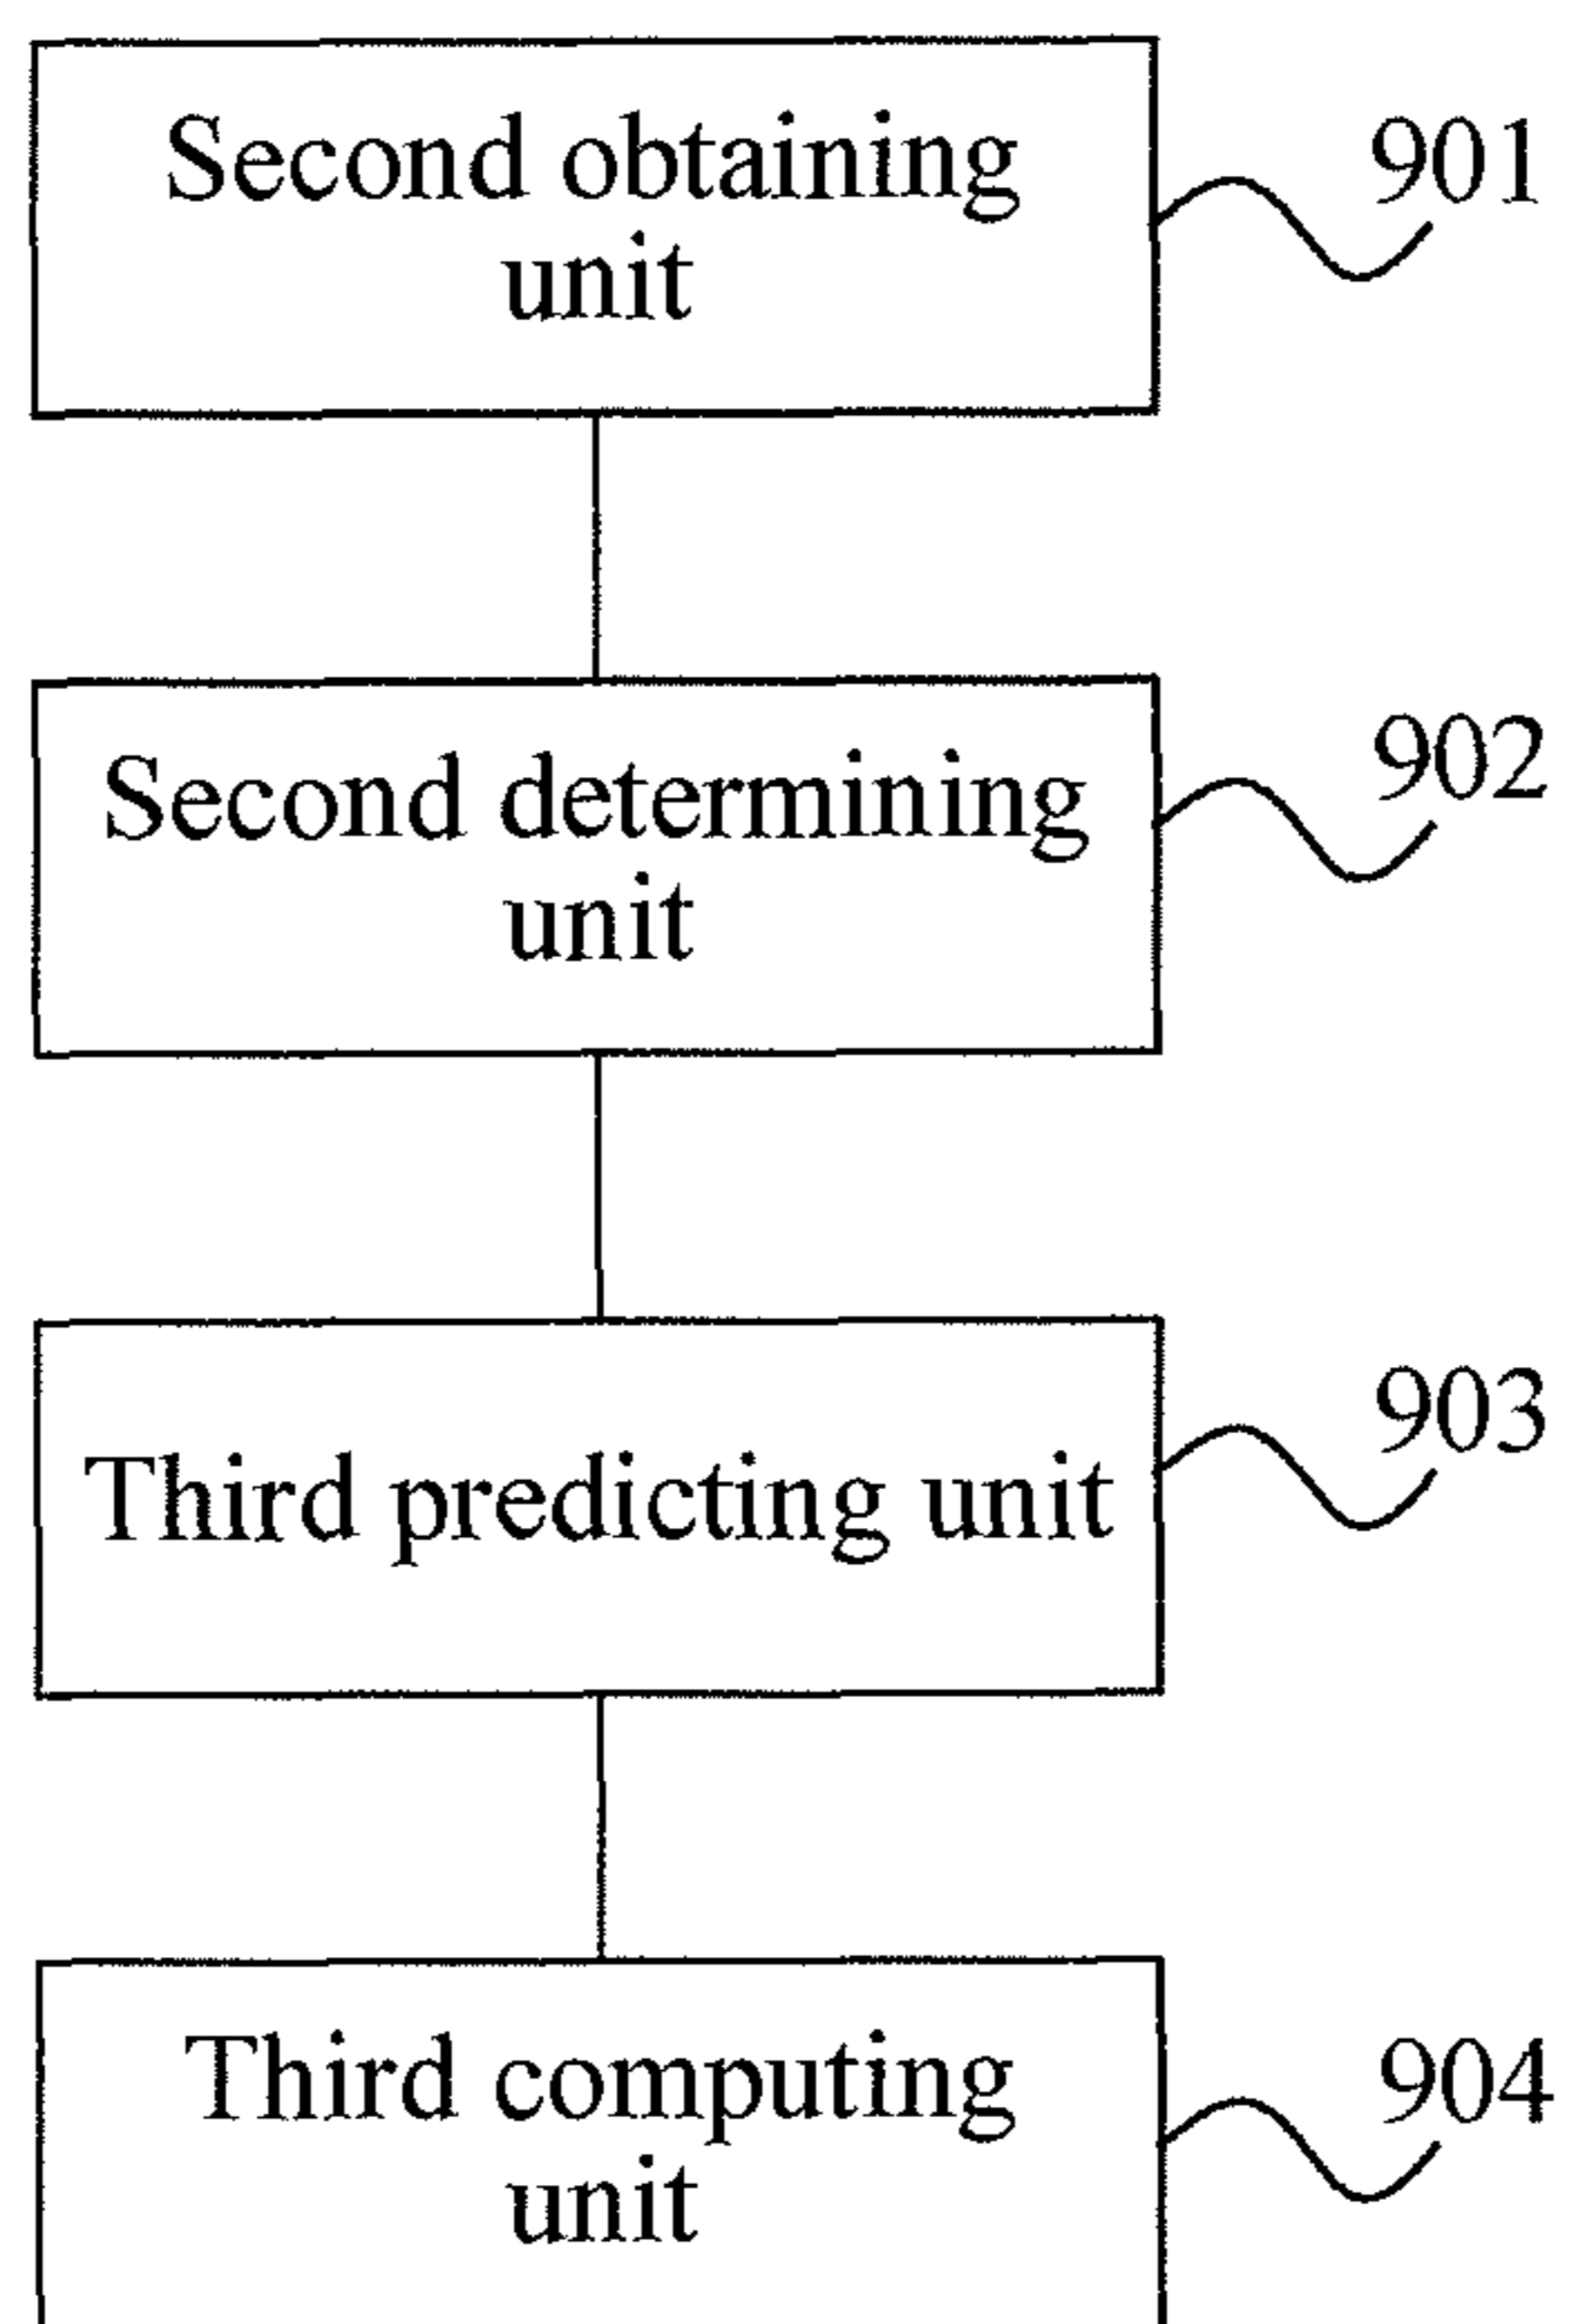 Second obtaining
unit
901
Second determining
unit
902
Third predicting unit
903
Third computing
unit
904